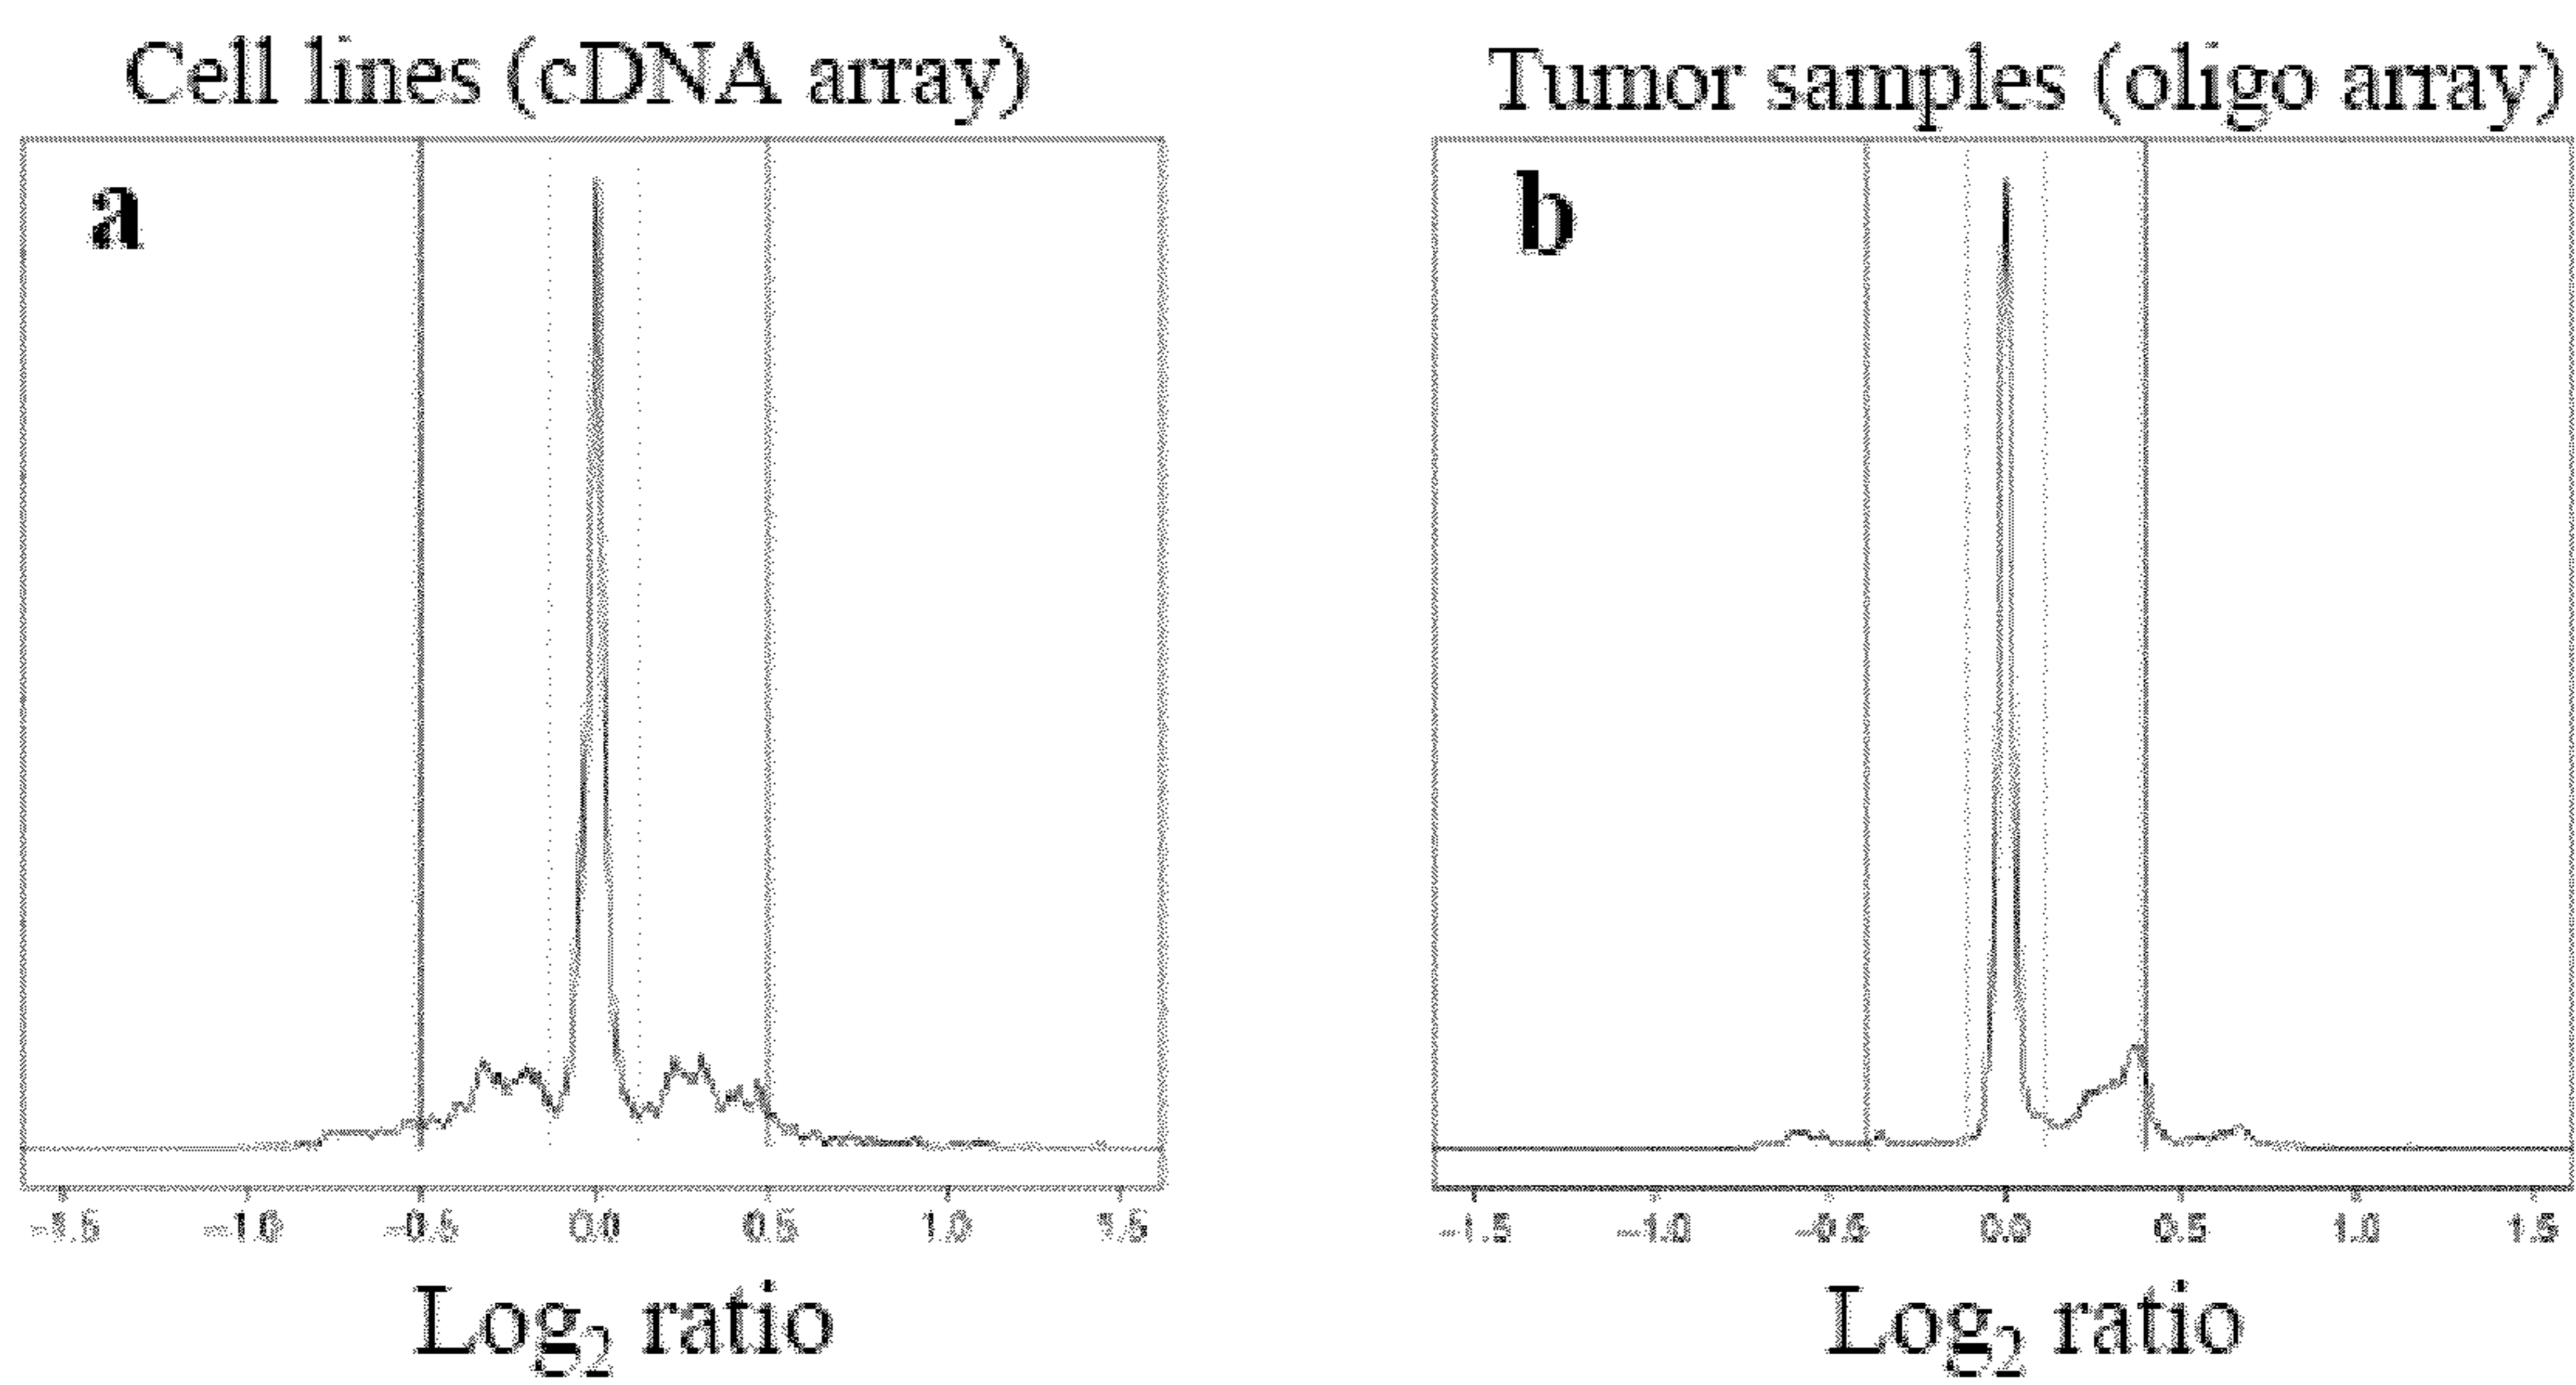 Cell lines (cDNA array)
Tumor samples (oligo array)
a
b
-1.5 -1.0 -0.5 0.0 0.5 1.0 1.5
-1.5 -1.0 -0.5 0.0 0.5 1.0 1.5
Log2 ratio
Log2 ratio